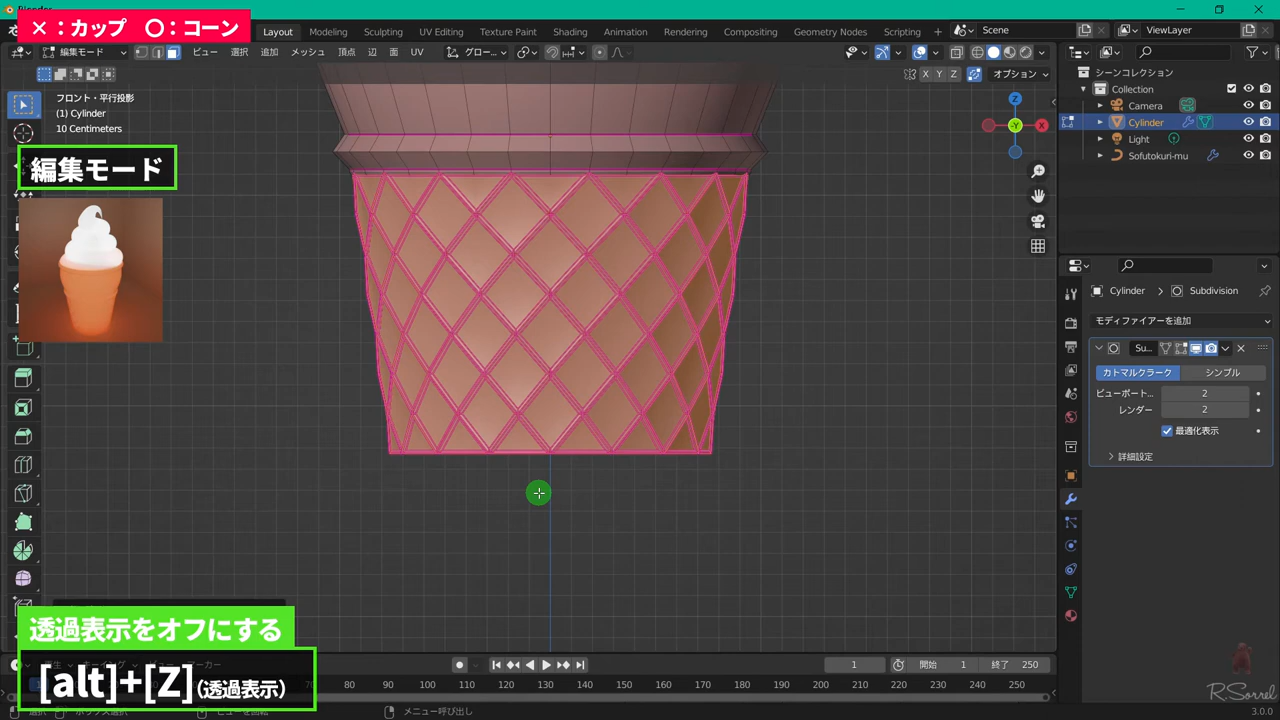 ×：カップ　〇：コーン
Layout Modeling Sculpting UV Editing Texture Paint Shading Animation Rendering Compositing Geometry Nodes Scripting
Scene
ViewLayer
編集モード
ビュー 選択 追加 メッシュ 頂点 辺 面 UV
グロー...
X Y Z オプション
フロント・平行投影
(1) Cylinder
10 Centimeters
編集モード
Z
-Y
X
シーンコレクション
Collection
Camera
Cylinder
Light
Sofutokuri-mu
Cylinder > Subdivision
モディファイアーを追加
Su...
カトマルクラーク シンプル
ビューポート... 2
レンダー 2
最適化表示
詳細設定
透過表示をオフにする
[alt]+[Z](透過表示)
マーカー
1 開始 1 終了 250
80 90 100 110 120 130 140 150 160 170 180 190 200 210 220 230 240 250
メニュー呼び出し
RSorrel
3.0.0